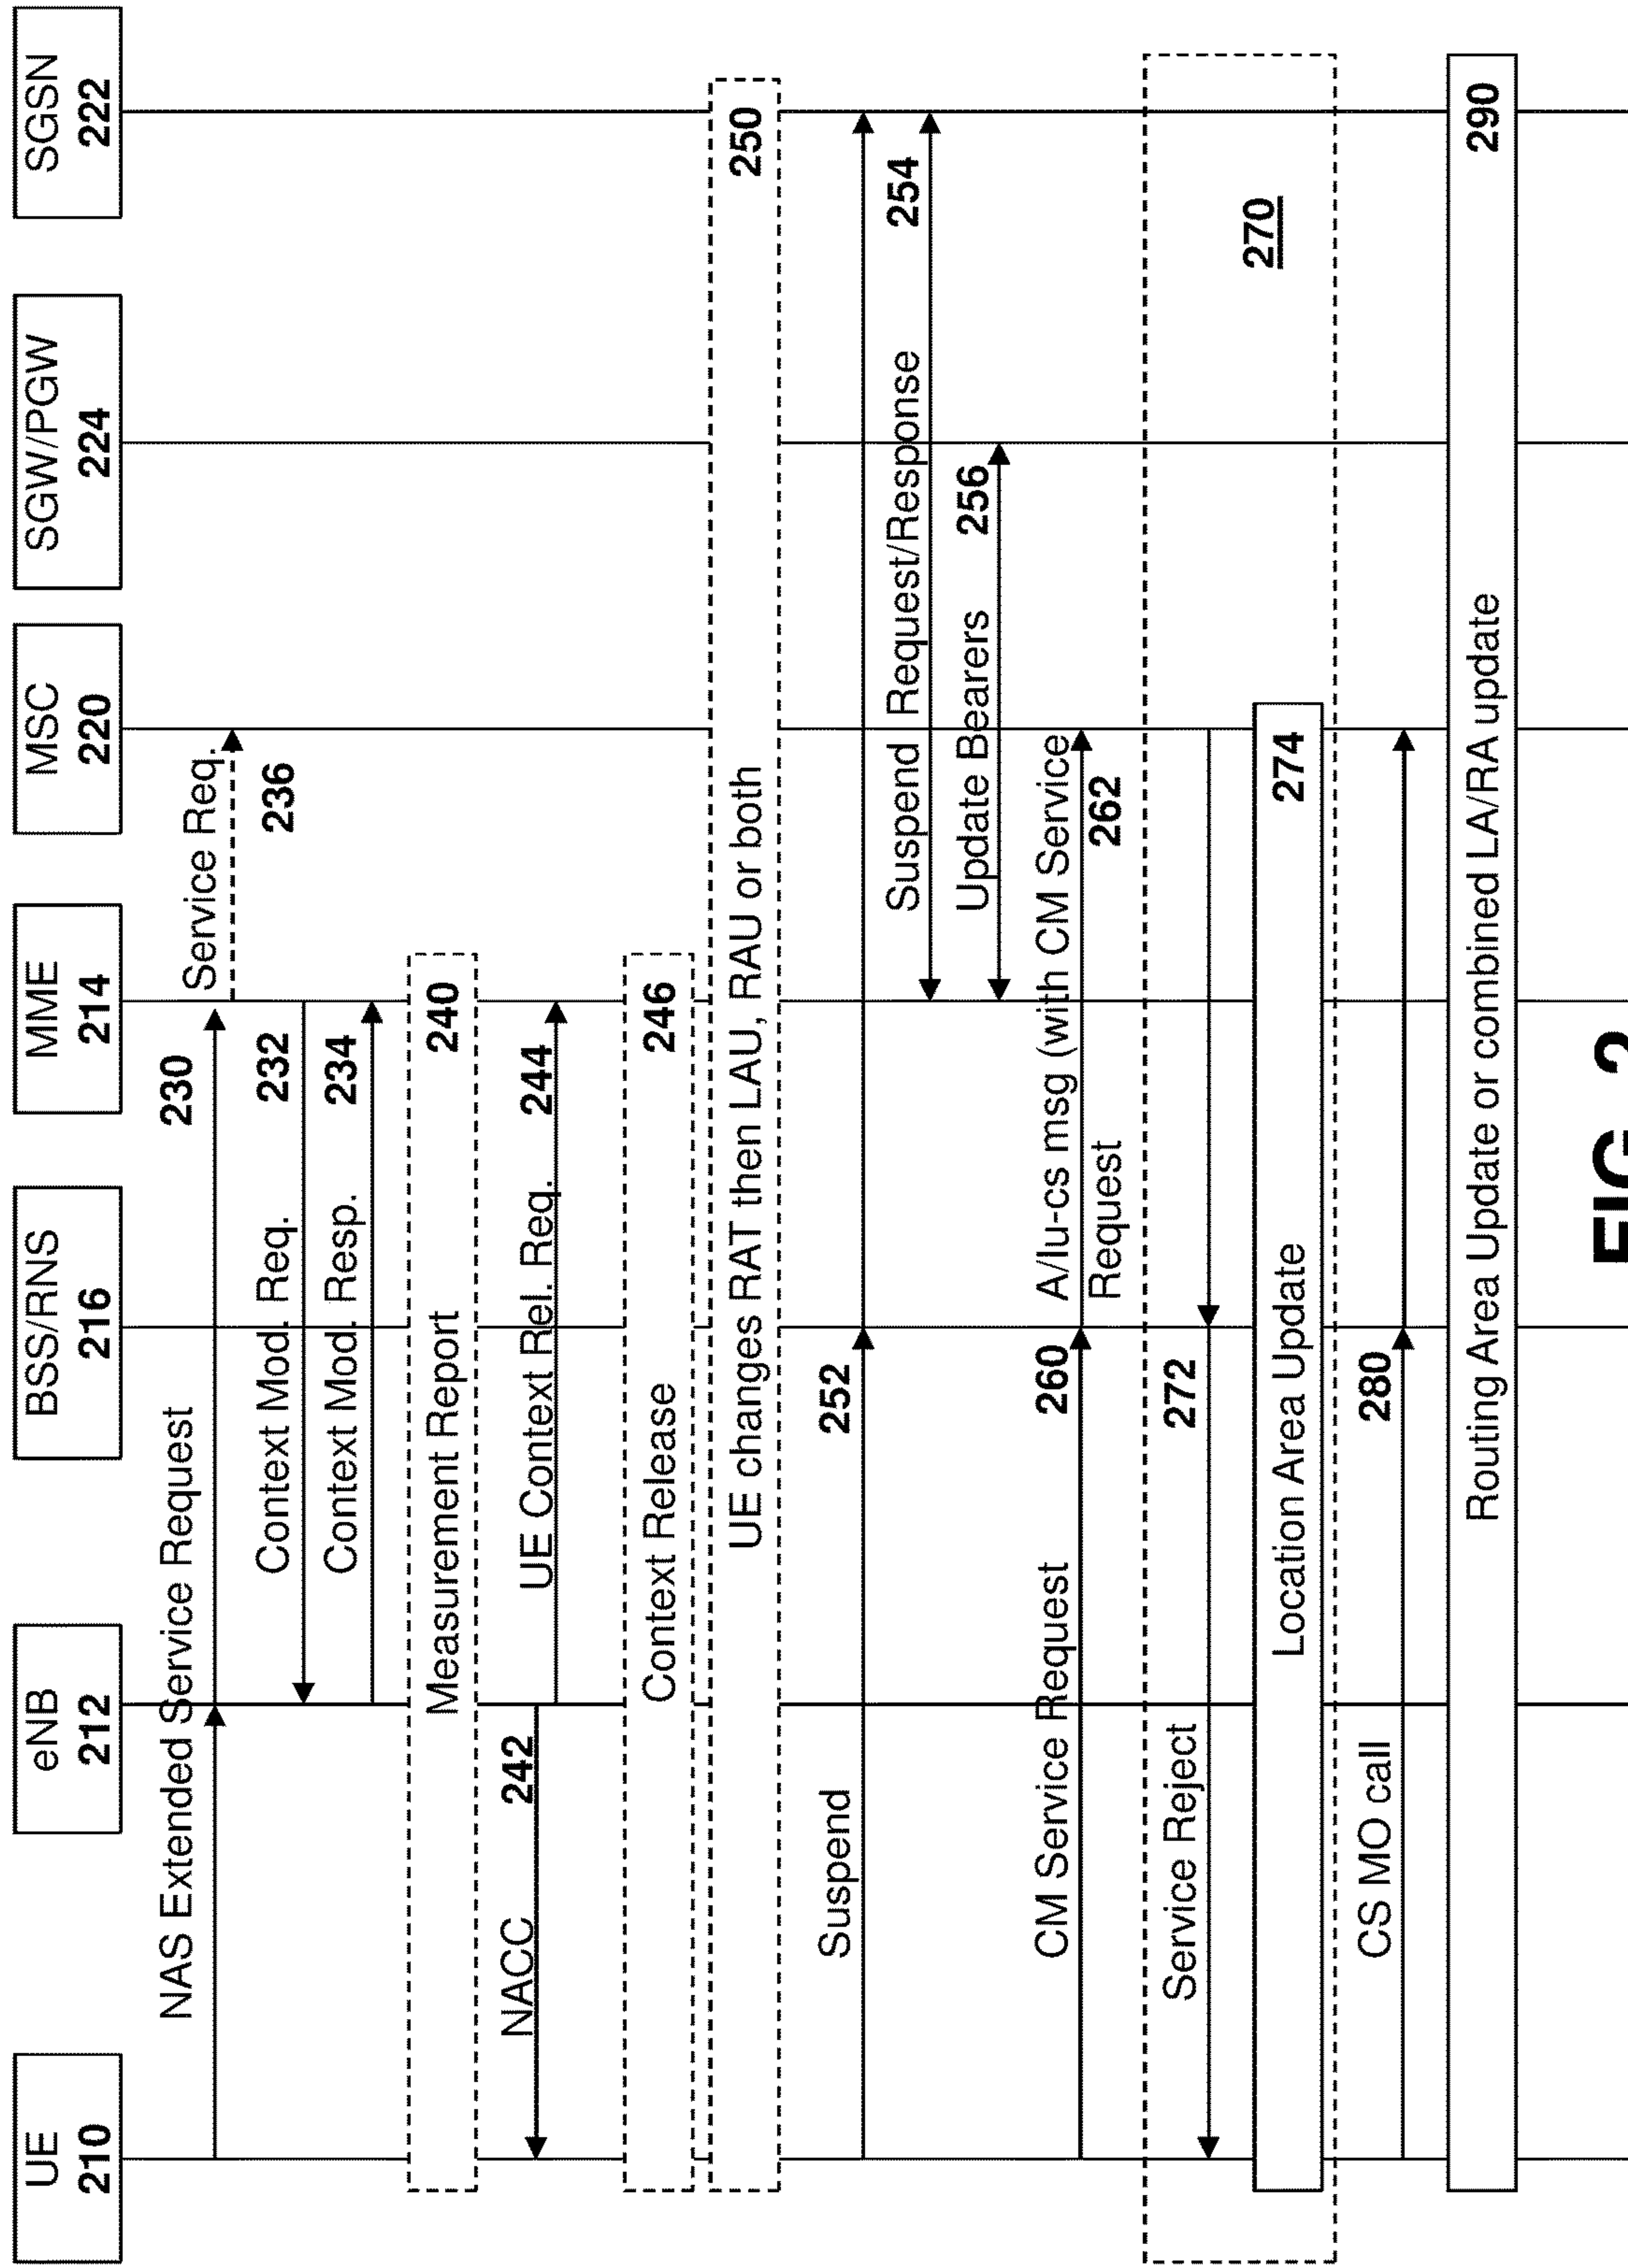 UE
210
eNB
212
BSS/RNS
216
MME
214
MSC
220
SGW/PGW
224
SGSN
222
NAS Extended Service Request
230
Service Req.
236
Context Mod. Req.
232
Context Mod. Resp.
234
Measurement Report
240
NACC
242
UE Context Rel. Req.
244
Context Release
246
UE changes RAT then LAU, RAU or both
250
Suspend
252
Suspend Request/Response
254
Update Bearers
256
CM Service Request
260
A/Iu-cs msg (with CM Service
Request
262
Service Reject
272
270
Location Area Update
274
CS MO call
280
Routing Area Update or combined LA/RA update
290
FIG. 2